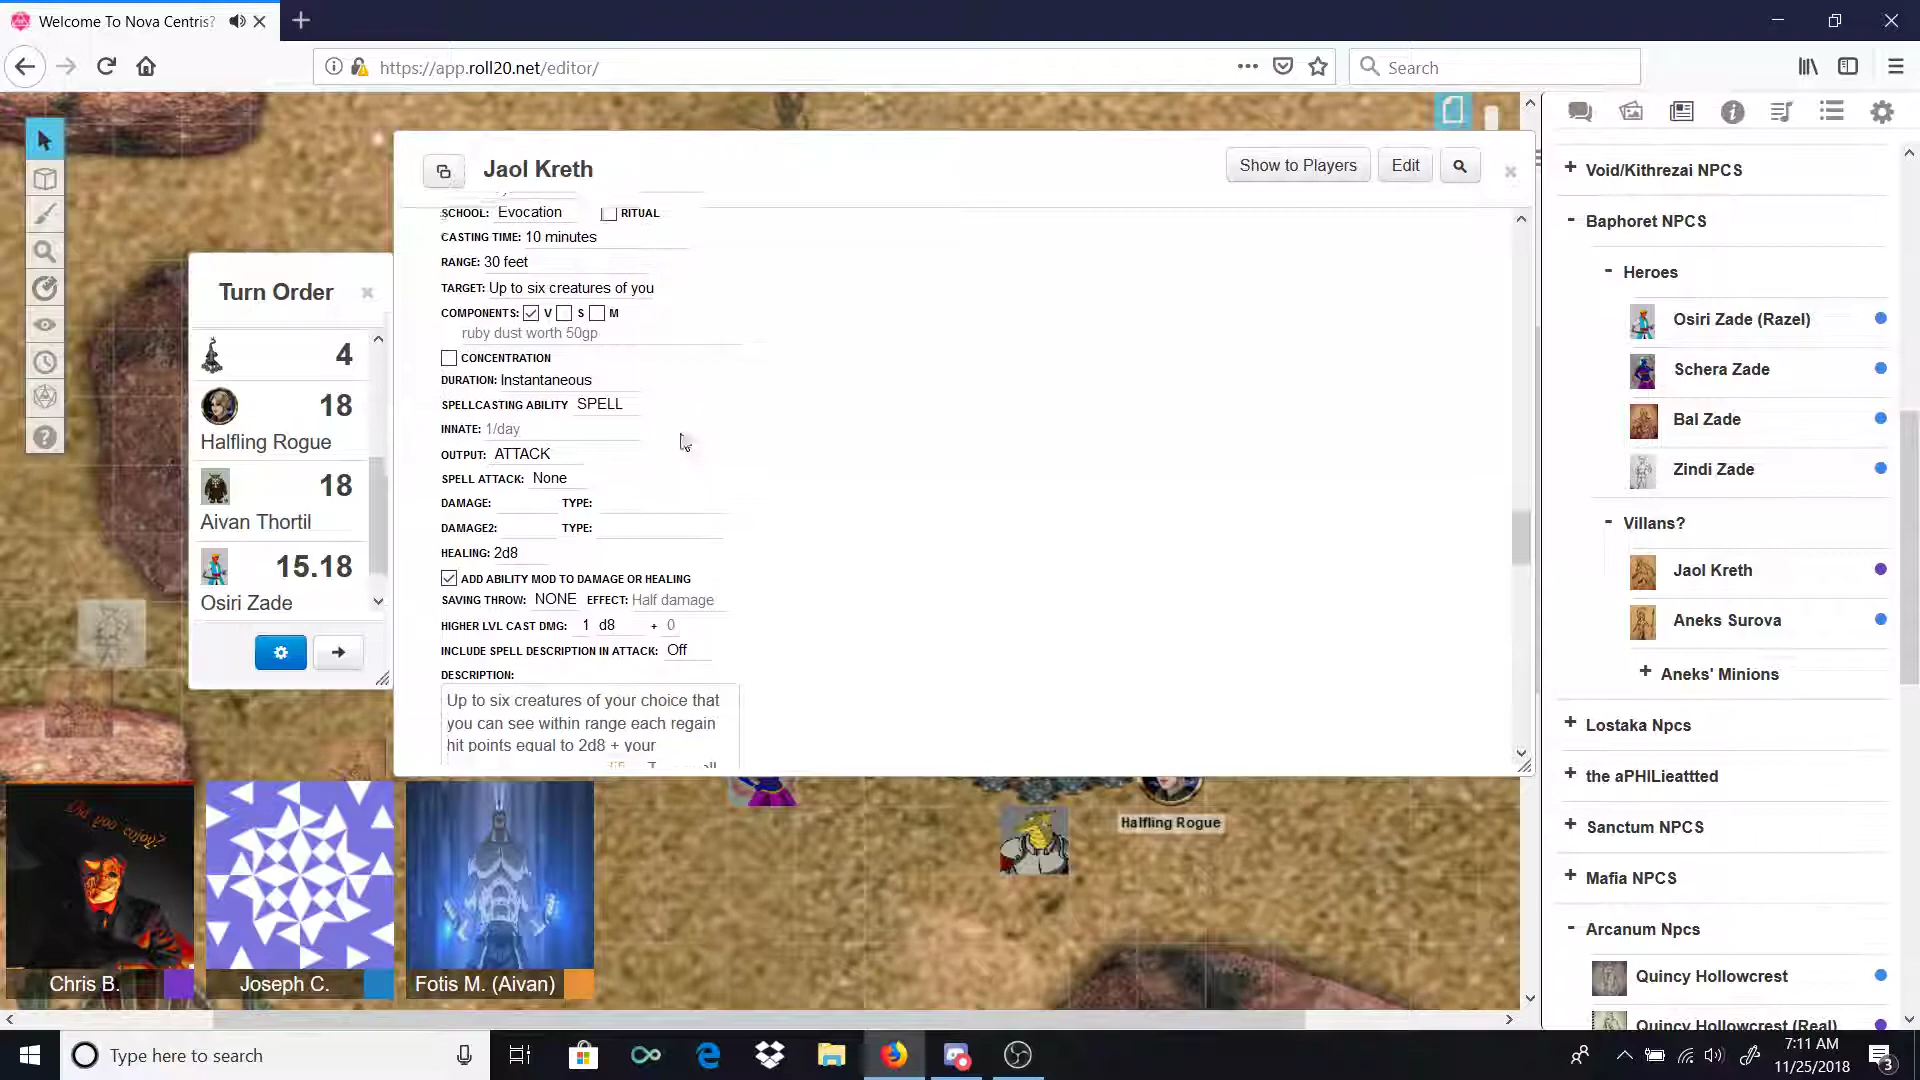 Welcome To Nova Centris?
https://app.roll20.net/editor/
Search
Jaol Kreth
Show to Players
Edit
SCHOOL: Evocation RITUAL
CASTING TIME: 10 minutes
RANGE: 30 feet
TARGET: Up to six creatures of you
COMPONENTS: V S M
ruby dust worth 50gp
CONCENTRATION
DURATION: Instantaneous
SPELLCASTING ABILITY SPELL
INNATE: 1/day
OUTPUT: ATTACK
SPELL ATTACK: None
DAMAGE: TYPE:
DAMAGE2: TYPE:
HEALING: 2d8
ADD ABILITY MOD TO DAMAGE OR HEALING
SAVING THROW: NONE EFFECT: Half damage
HIGHER LVL CAST DMG: 1 d8 + 0
INCLUDE SPELL DESCRIPTION IN ATTACK: Off
DESCRIPTION:
Up to six creatures of your choice that
you can see within range each regain
hit points equal to 2d8 + your
Turn Order
4
18
Halfling Rogue
18
Aivan Thortil
15.18
Osiri Zade
Void/Kithrezai NPCS
Baphoret NPCS
Heroes
Osiri Zade (Razel)
Schera Zade
Bal Zade
Zindi Zade
Villans?
Jaol Kreth
Aneks Surova
Aneks' Minions
Lostaka Npcs
the aPHILieattted
Sanctum NPCS
Mafia NPCS
Arcanum Npcs
Quincy Hollowcrest
Quincy Hollowcrest (Real)
Halfling Rogue
Did you enjoy?
Chris B.
Joseph C.
Fotis M. (Aivan)
Type here to search
7:11 AM
11/25/2018
3